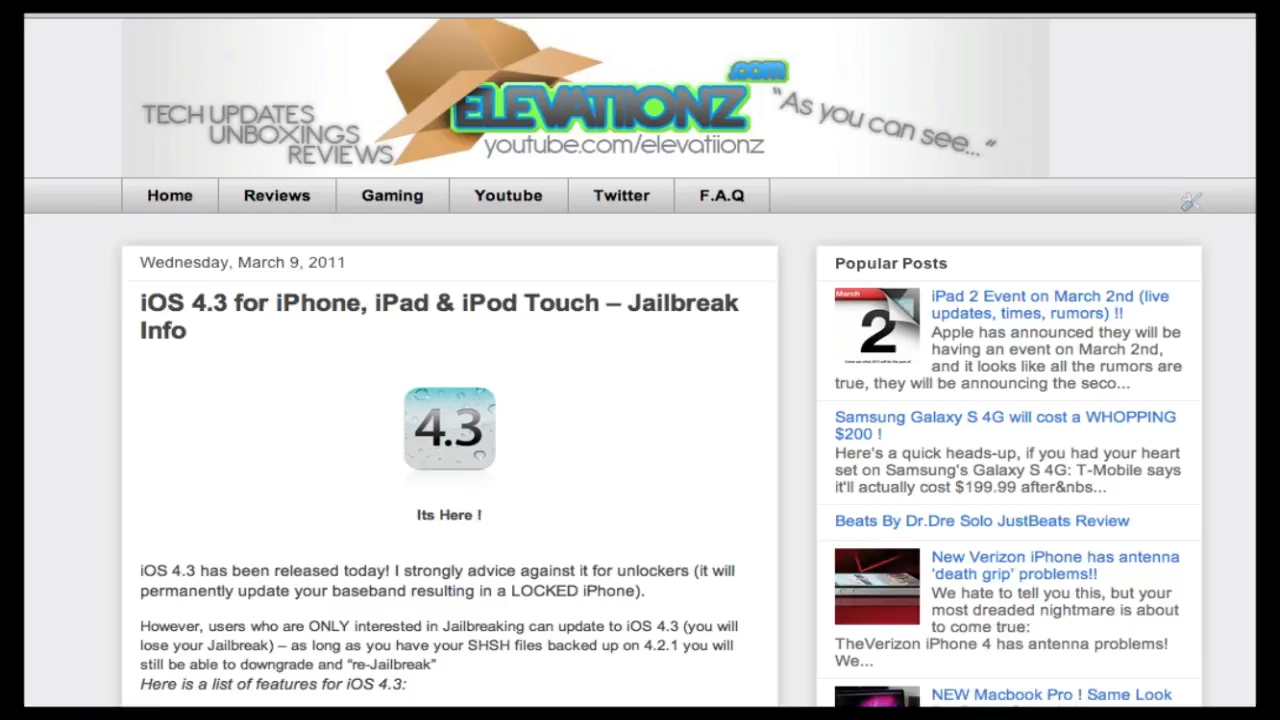 TECH UPDATES
UNBOXINGS
REVIEWS
ELEVATIIONZ
.com
youtube.com/elevatiionz
"As you can see..."
Home Reviews Gaming Youtube Twitter F.A.Q
Wednesday, March 9, 2011
iOS 4.3 for iPhone, iPad & iPod Touch – Jailbreak
Info
4.3
Its Here !
iOS 4.3 has been released today! I strongly advice against it for unlockers (it will
permanently update your baseband resulting in a LOCKED iPhone).
However, users who are ONLY interested in Jailbreaking can update to iOS 4.3 (you will
lose your Jailbreak) – as long as you have your SHSH files backed up on 4.2.1 you will
still be able to downgrade and “re-Jailbreak”
Here is a list of features for iOS 4.3:
Popular Posts
March
2
iPad 2 Event on March 2nd (live
updates, times, rumors) !!
Apple has announced they will be
having an event on March 2nd,
and it looks like all the rumors are
true, they will be announcing the seco...
Samsung Galaxy S 4G will cost a WHOPPING
$200 !
Here's a quick heads-up, if you had your heart
set on Samsung's Galaxy S 4G: T-Mobile says
it'll actually cost $199.99 after&nbs...
Beats By Dr.Dre Solo JustBeats Review
New Verizon iPhone has antenna
'death grip' problems!!
We hate to tell you this, but your
most dreaded nightmare is about
to come true:
TheVerizon iPhone 4 has antenna problems!
We...
NEW Macbook Pro ! Same Look